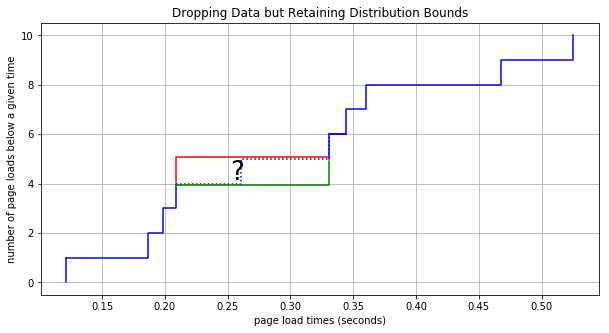 Dropping Data but Retaining Distribution Bounds
number of page loads below a given time
10
8
6
4
2
0
?
0.15 0.20 0.25 0.30 0.35 0.40 0.45 0.50
page load times (seconds)